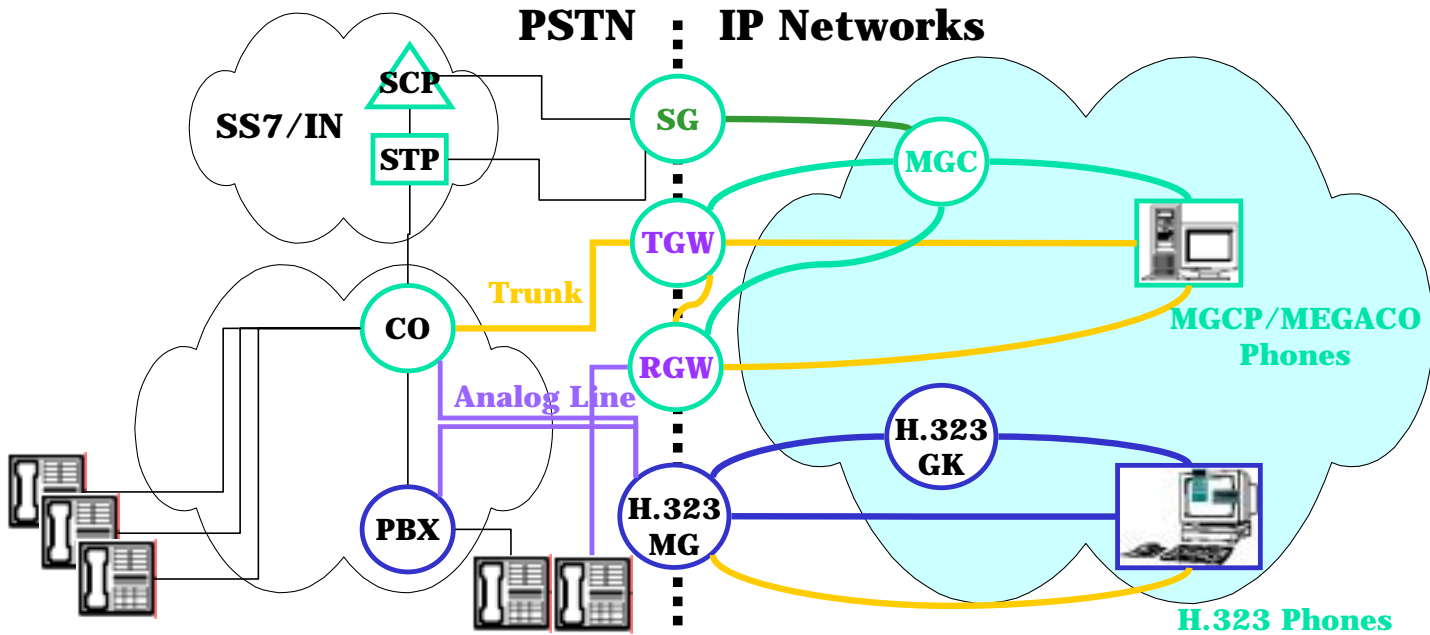 PSTN
IP Networks
SCP
SS7/IN
STP
SG
MGC
TGW
Trunk
CO
RGW
MGCP/MEGACO
Phones
Analog Line
H.323
GK
PBX
H.323
MG
H.323 Phones